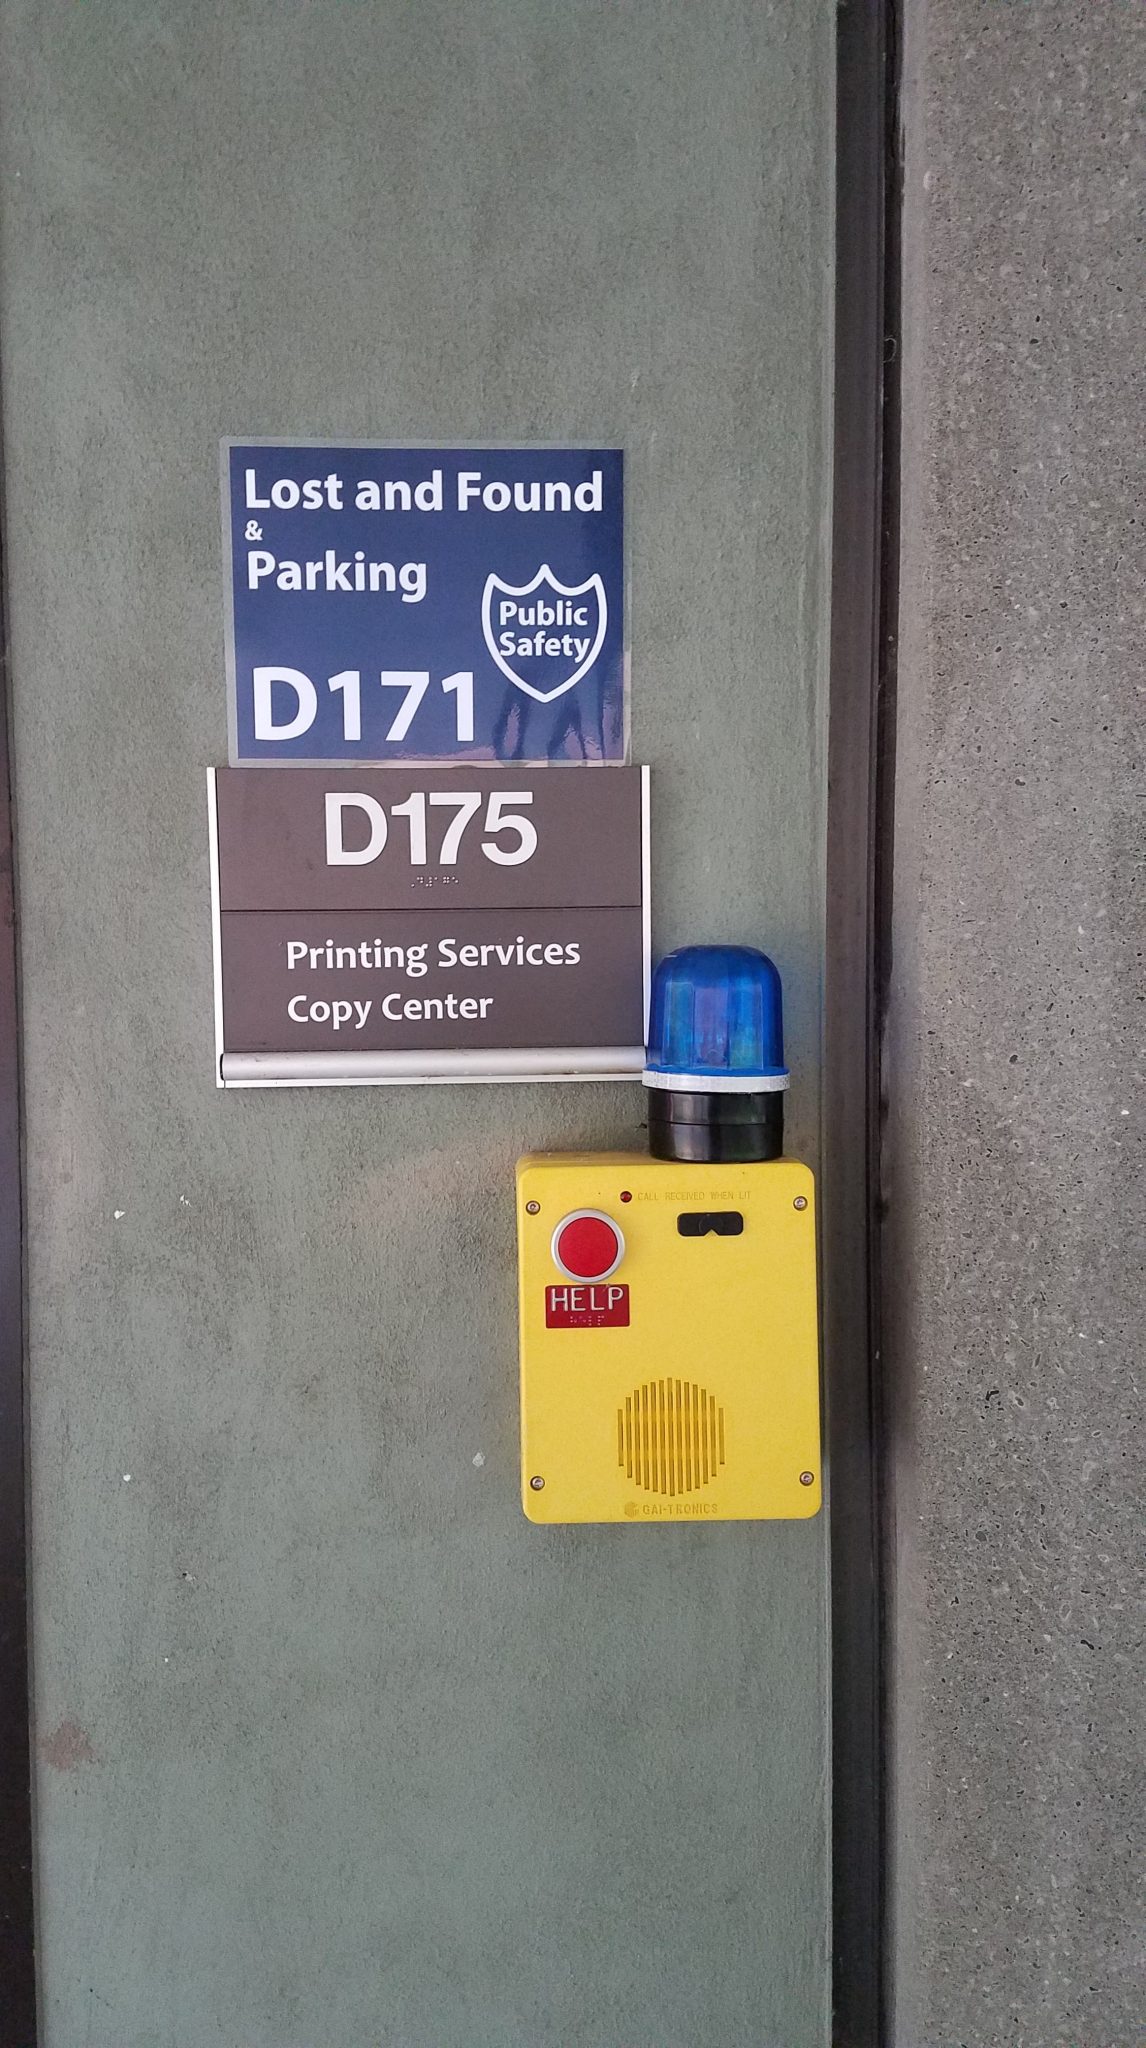 Lost and Found
&
Parking
Public
Safety
D171
D175
Printing Services
Copy Center
CALL RECEIVED WHEN LIT
HELP
GAI-TRONICS